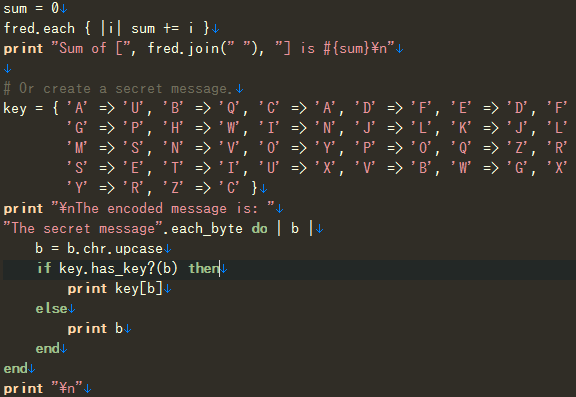 sum = 0↓
fred.each { |i| sum += i }↓
print "Sum of [", fred.join(" "), "] is #{sum}¥n"↓
↓
# Or create a secret message.↓
key = { 'A' => 'U', 'B' => 'Q', 'C' => 'A', 'D' => 'F', 'E' => 'D', 'F'
'G' => 'P', 'H' => 'W', 'I' => 'N', 'J' => 'L', 'K' => 'J', 'L'
'M' => 'S', 'N' => 'V', 'O' => 'Y', 'P' => 'O', 'Q' => 'Z', 'R'
'S' => 'E', 'T' => 'I', 'U' => 'X', 'V' => 'B', 'W' => 'G', 'X'
'Y' => 'R', 'Z' => 'C' }↓
print "¥nThe encoded message is: "↓
"The secret message".each_byte do | b |↓
b = b.chr.upcase↓
if key.has_key?(b) then↓
print key[b]↓
else↓
print b↓
end↓
end↓
print "¥n"↓